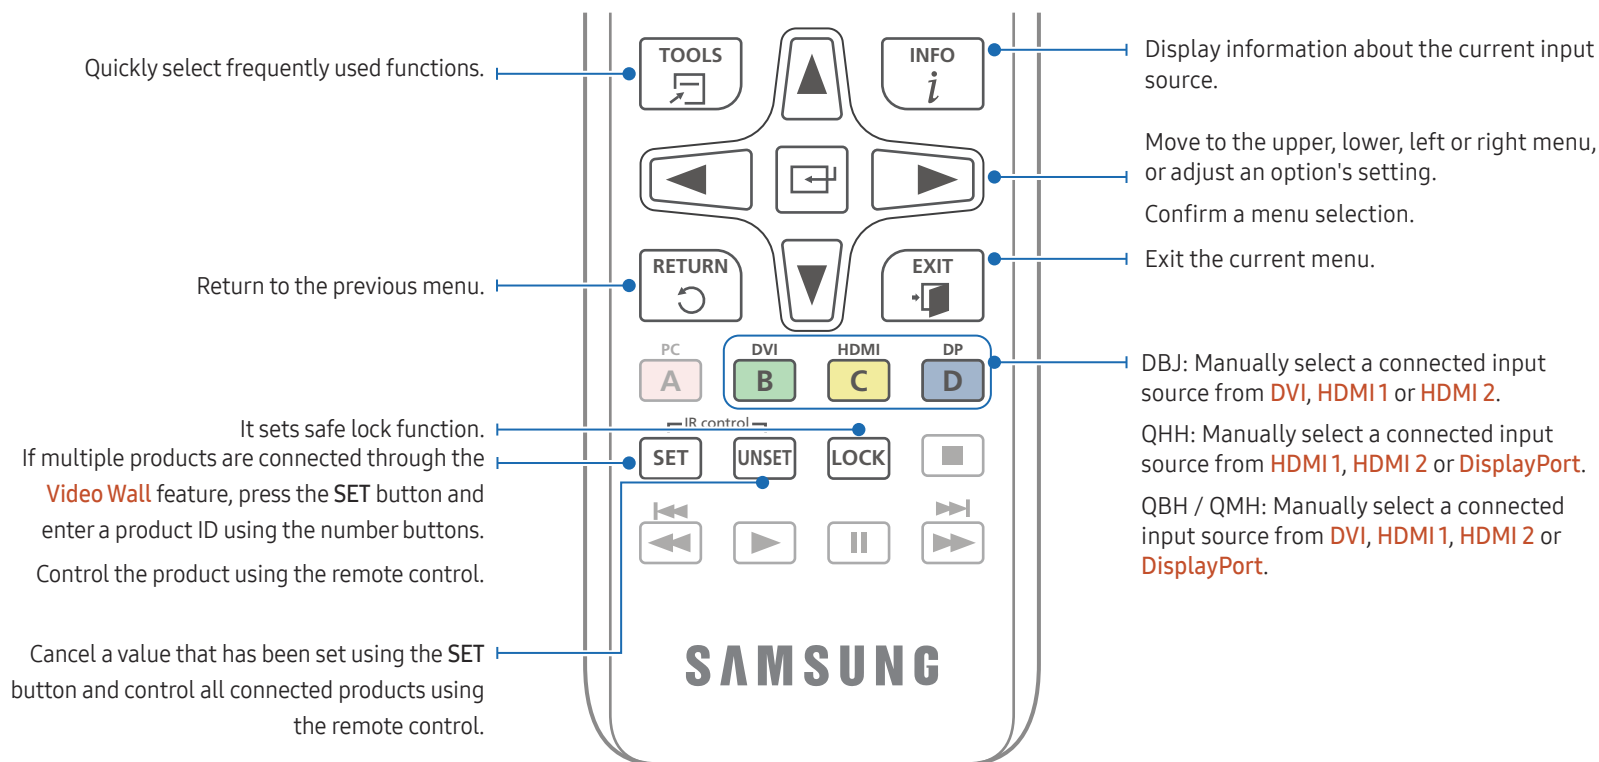 Quickly select frequently used functions.
Return to the previous menu.
It sets safe lock function.
If multiple products are connected through the
Video Wall feature, press the SET button and
enter a product ID using the number buttons.
Control the product using the remote control.
Cancel a value that has been set using the SET
button and control all connected products using
the remote control.
TOOLS
INFO
i
RETURN
EXIT
PC
DVI
HDMI
DP
A
B
C
D
IR control
SET
UNSET
LOCK
SAMSUNG
Display information about the current input
source.
Move to the upper, lower, left or right menu,
or adjust an option's setting.
Confirm a menu selection.
Exit the current menu.
DBJ: Manually select a connected input
source from DVI, HDMI 1 or HDMI 2.
QHH: Manually select a connected input
source from HDMI 1, HDMI 2 or DisplayPort.
QBH / QMH: Manually select a connected
input source from DVI, HDMI 1, HDMI 2 or
DisplayPort.